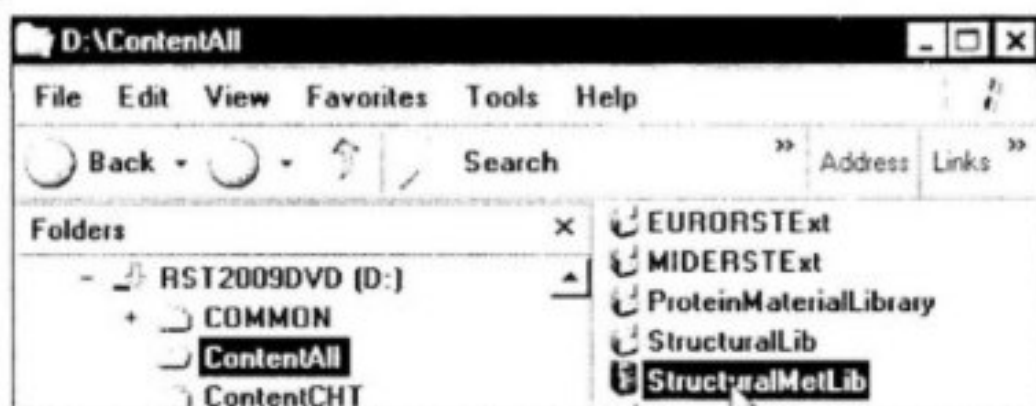 D:\ContentAll
File Edit View Favorites Tools Help
Back Search » Address Links »
Folders
RST2009DVD (D:)
COMMON
ContentAll
ContentCHT
EURORSTExt
MIDERSTExt
ProteinMaterialLibrary
StructuralLib
StructuralMetLib